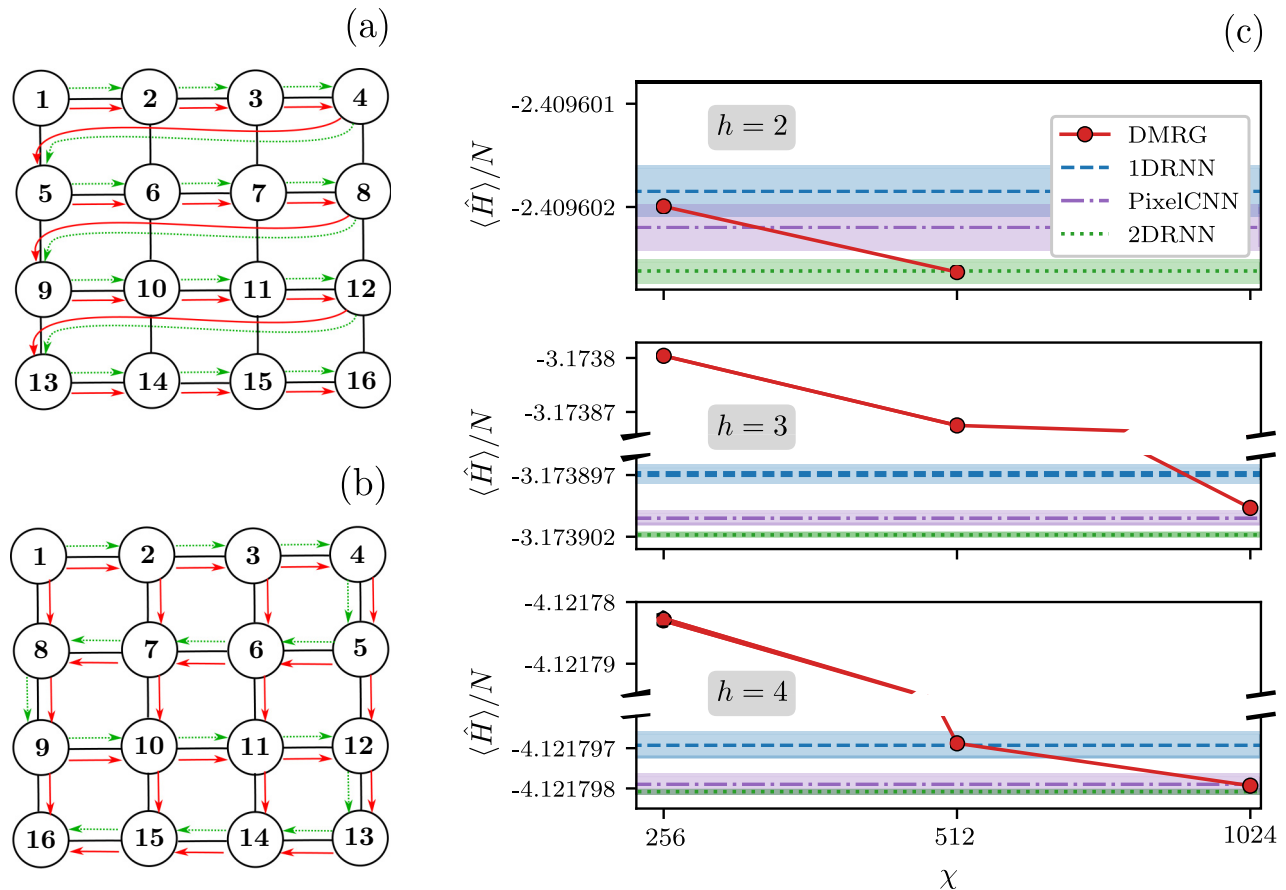 (a)
1 2 3 4
5 6 7 8
9 10 11 12
13 14 15 16
(b)
1 2 3 4
8 7 6 5
9 10 11 12
16 15 14 13
(c)
⟨Ĥ⟩/N
-2.409601
-2.409602
h = 2
DMRG
1DRNN
PixelCNN
2DRNN
⟨Ĥ⟩/N
-3.1738
-3.17387
-3.173897
-3.173902
h = 3
⟨Ĥ⟩/N
-4.12178
-4.12179
-4.121797
-4.121798
h = 4
256 512 1024
χ